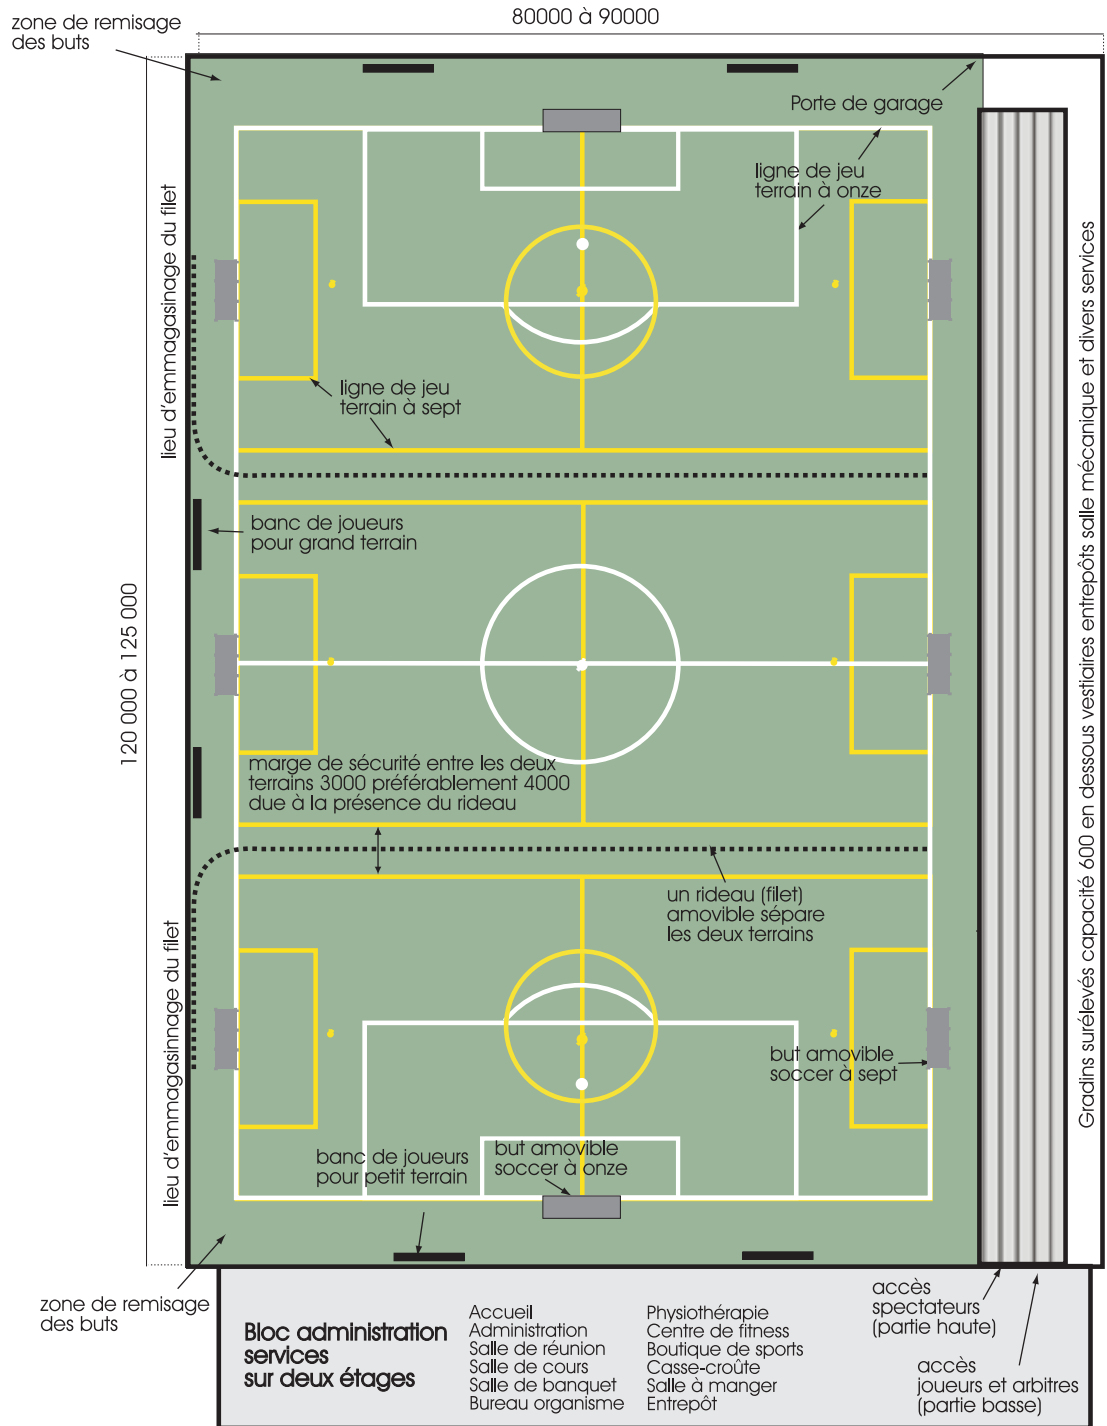 80000 à 90000
zone de remisage
des buts
Porte de garage
ligne de jeu
terrain à onze
lieu d'emmagasinage du filet
ligne de jeu
terrain à sept
Gradins surélevés capacité 600 en dessous vestiaires entrepôts salle mécanique et divers services
banc de joueurs
pour grand terrain
120 000 à 125 000
marge de sécurité entre les deux
terrains 3000 préférablement 4000
due à la présence du rideau
un rideau (filet)
amovible sépare
les deux terrains
lieu d'emmagasinnage du filet
but amovible
soccer à sept
banc de joueurs
pour petit terrain
but amovible
soccer à onze
zone de remisage
des buts
Bloc administration
services
sur deux étages
Accueil
Administration
Salle de réunion
Salle de cours
Salle de banquet
Bureau organisme
Physiothérapie
Centre de fitness
Boutique de sports
Casse-croûte
Salle à manger
Entrepôt
accès
spectateurs
(partie haute)
accès
joueurs et arbitres
(partie basse)